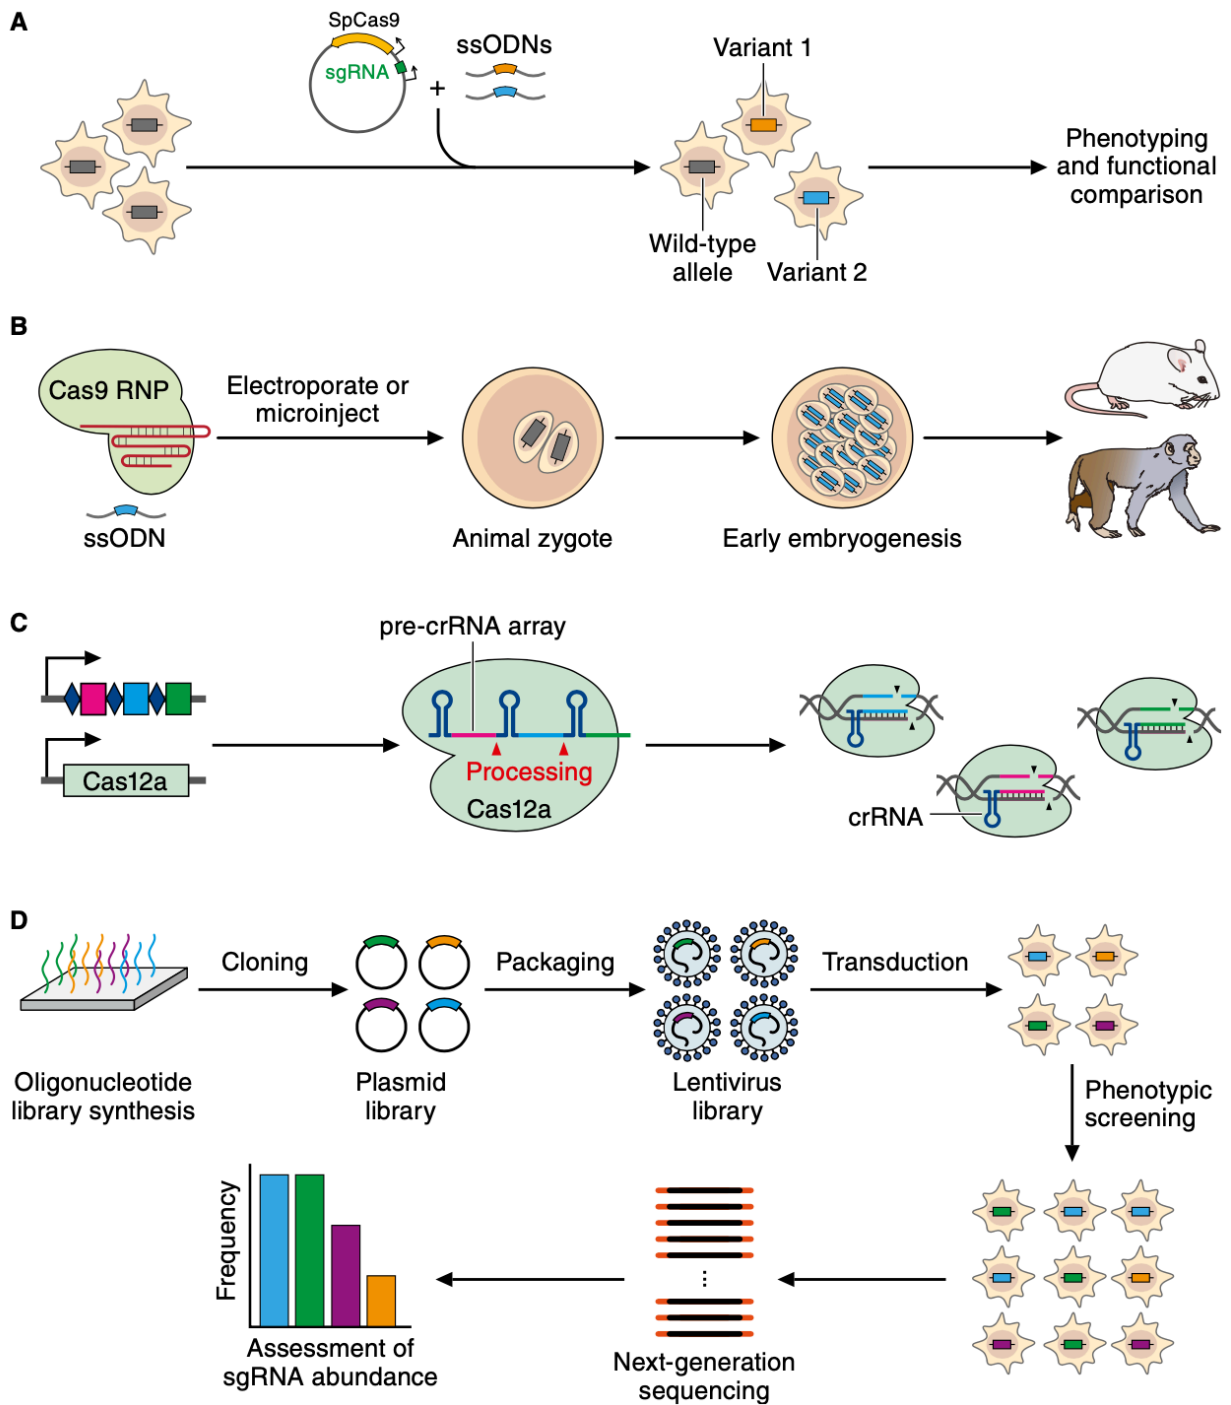 A
SpCas9
sgRNA
+
ssODNs
Variant 1
Wild-type
allele
Variant 2
Phenotyping
and functional
comparison
B
Cas9 RNP
ssODN
Electroporate or
microinject
Animal zygote
Early embryogenesis
C
Cas12a
pre-crRNA array
Processing
Cas12a
crRNA
D
Oligonucleotide
library synthesis
Cloning
Plasmid
library
Packaging
Lentivirus
library
Transduction
Phenotypic
screening
Next-generation
sequencing
Frequency
Assessment of
sgRNA abundance